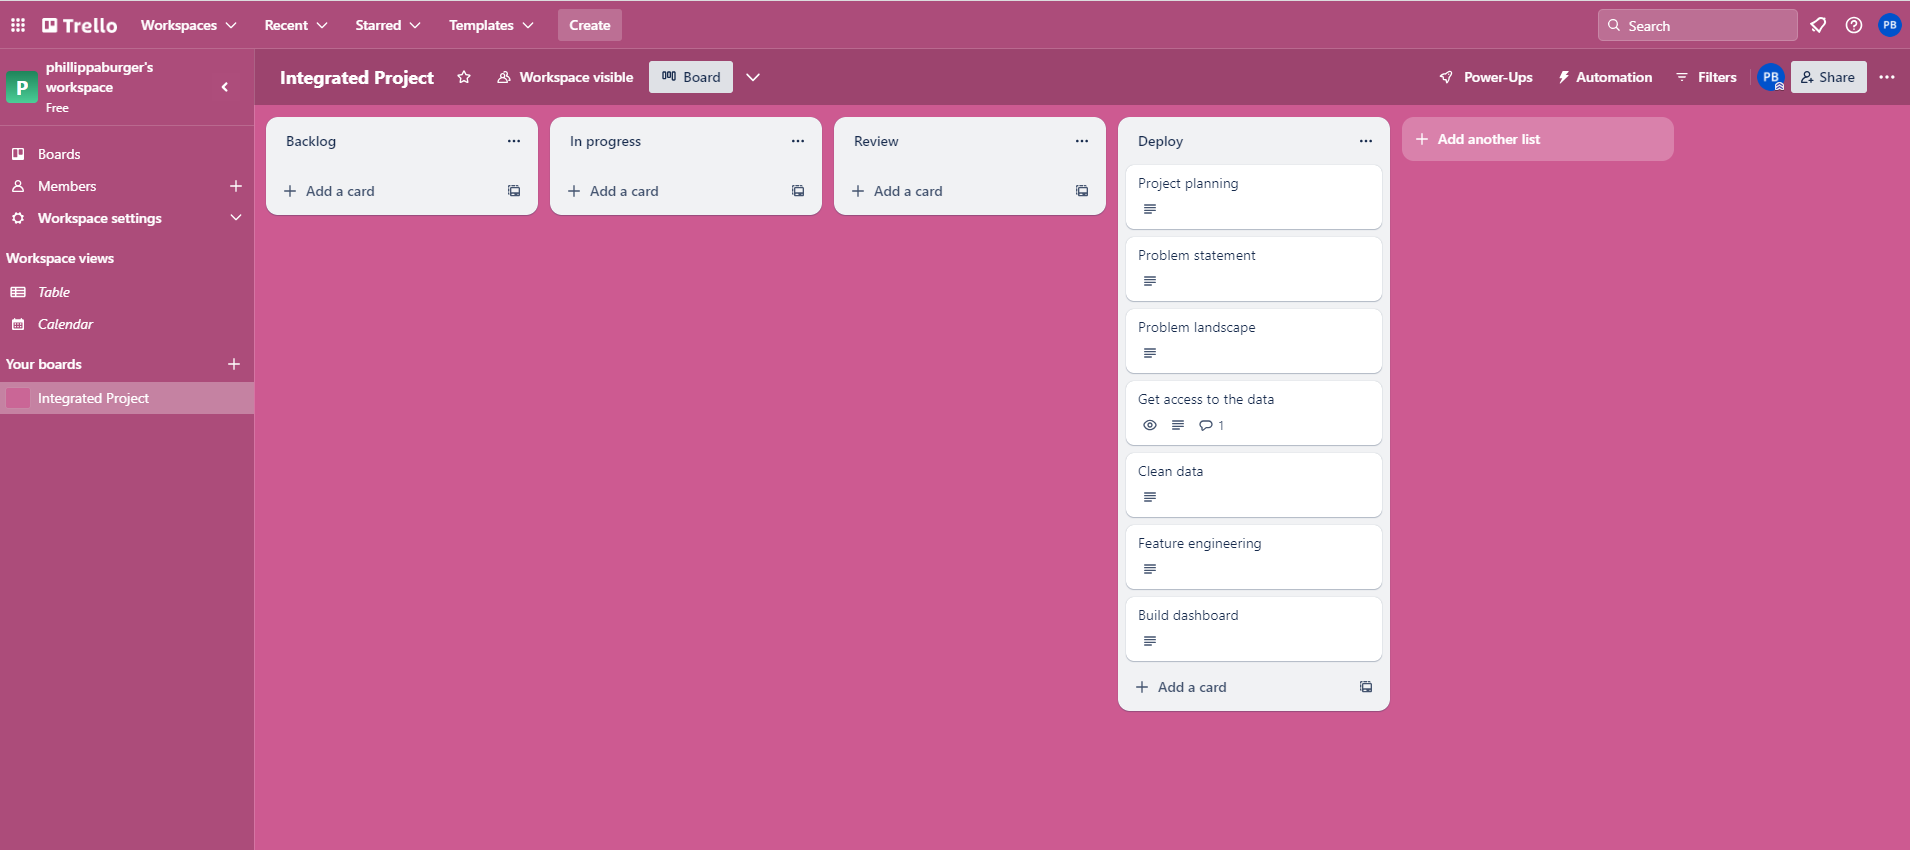 Trello
Workspaces
Recent
Starred
Templates
Create
Search
PB
P
phillippaburger's
workspace
Free
Boards
Members
Workspace settings
Workspace views
Table
Calendar
Your boards
Integrated Project
Integrated Project
Workspace visible
Board
Power-Ups
Automation
Filters
PB
Share
Backlog
Add a card
In progress
Add a card
Review
Add a card
Deploy
Project planning
Problem statement
Problem landscape
Get access to the data
1
Clean data
Feature engineering
Build dashboard
Add a card
Add another list